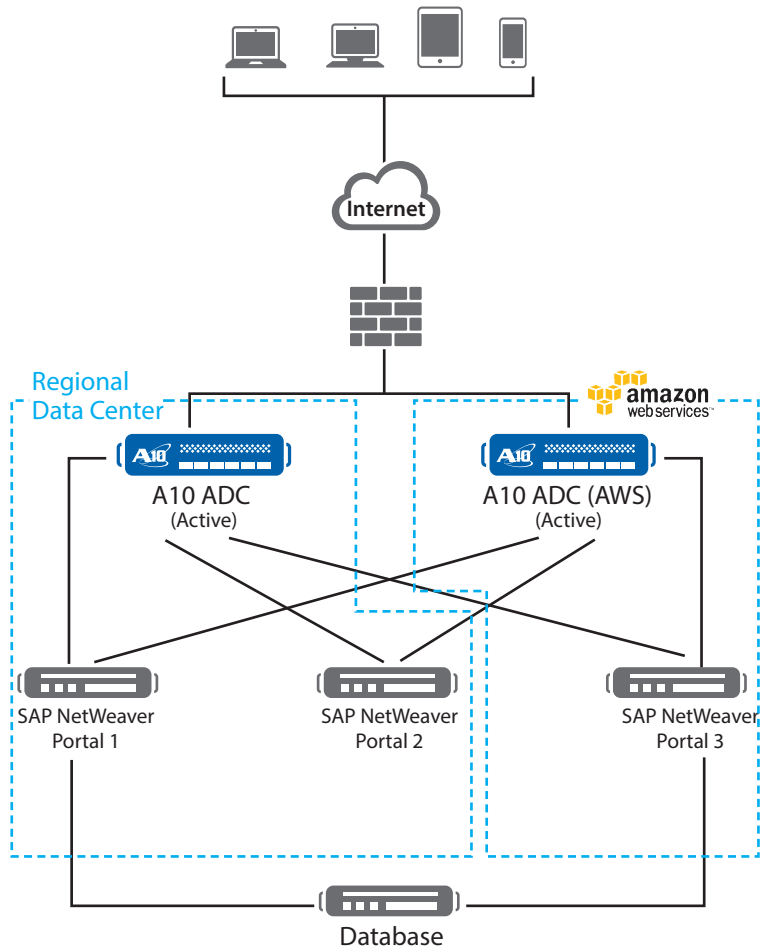 Internet
Regional
Data Center
amazon
webservices™
A10
A10
A10 ADC
(Active)
A10 ADC (AWS)
(Active)
SAP NetWeaver
Portal 1
SAP NetWeaver
Portal 2
SAP NetWeaver
Portal 3
Database